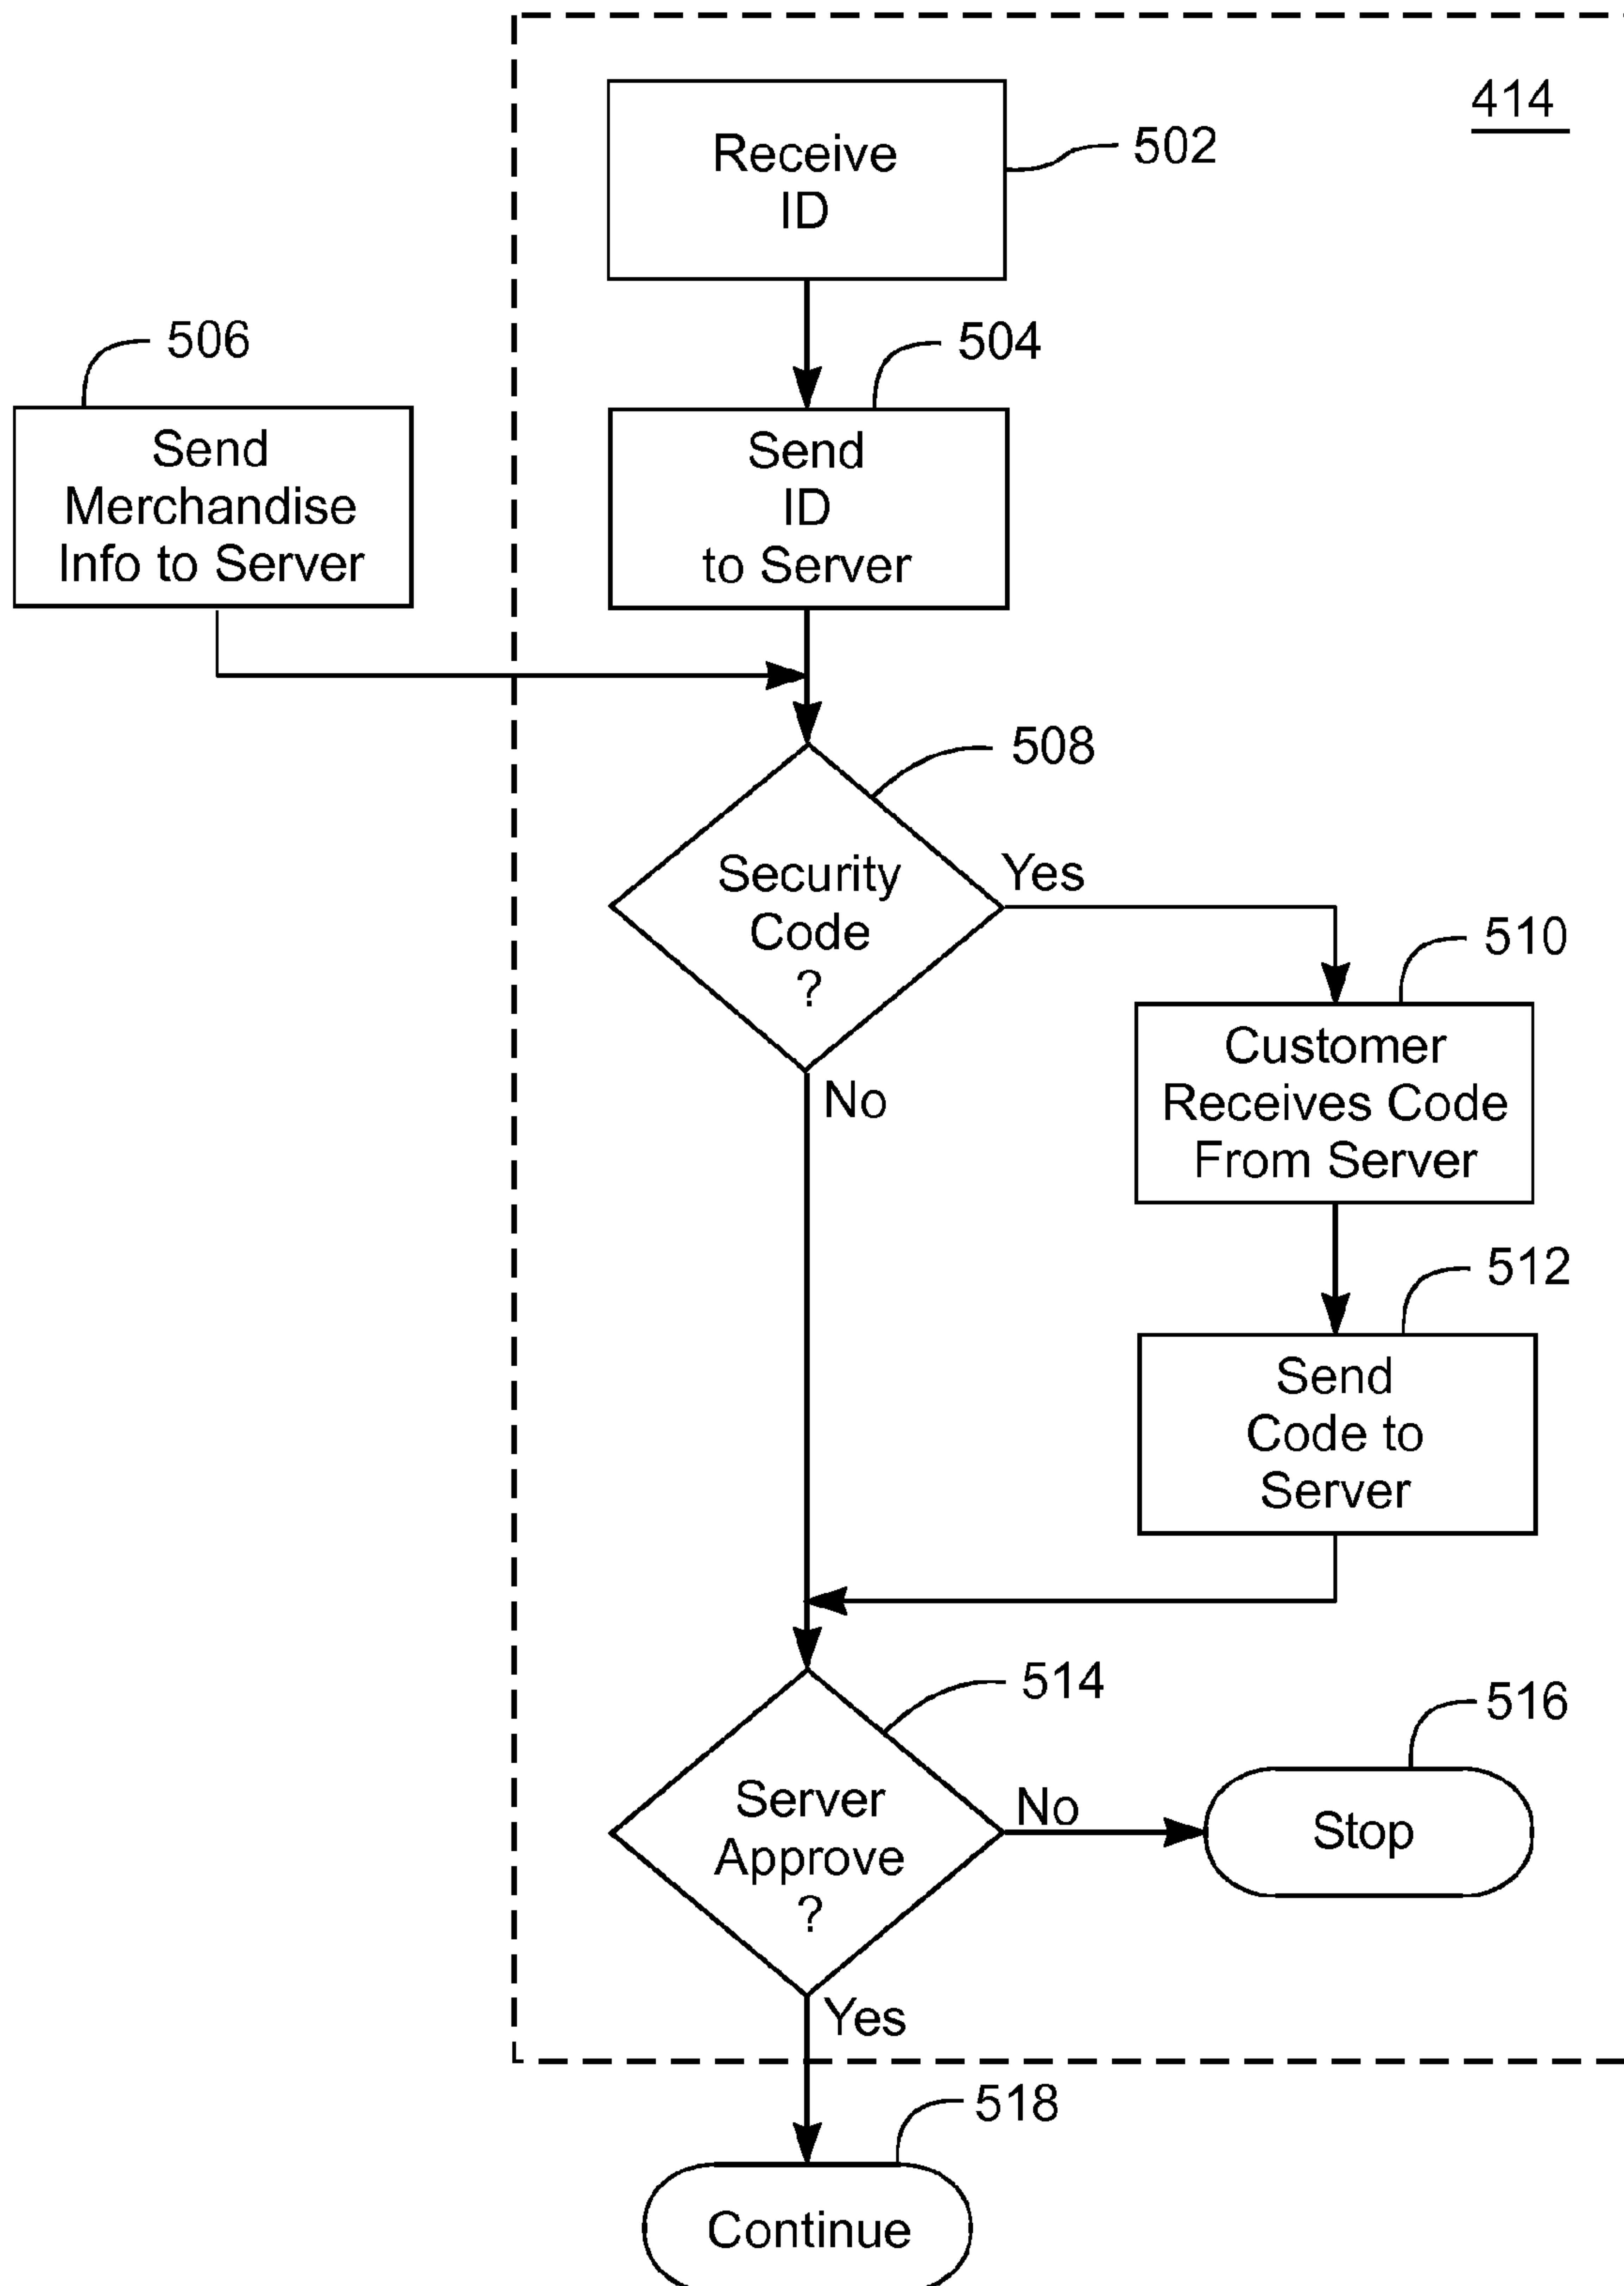 414
Receive
ID
502
506
504
Send
Merchandise
Info to Server
Send
ID
to Server
508
Security
Code
?
Yes
No
510
Customer
Receives Code
From Server
512
Send
Code to
Server
514
516
Server
Approve
?
No
Stop
Yes
518
Continue